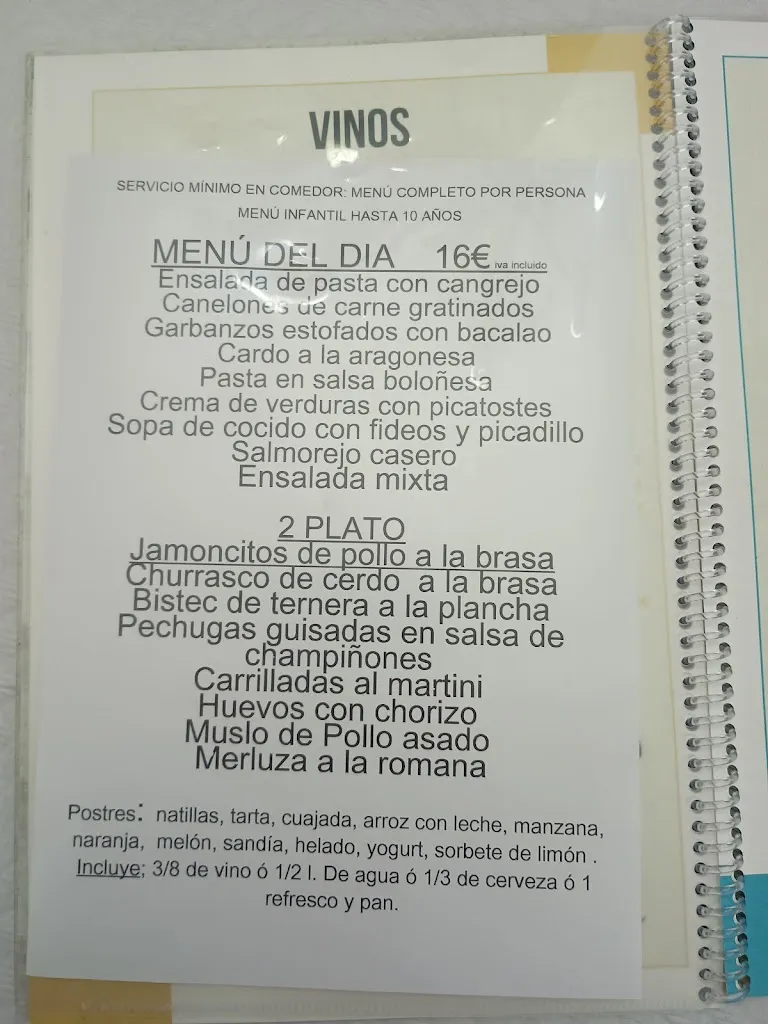 VINOS
SERVICIO MÍNIMO EN COMEDOR: MENÚ COMPLETO POR PERSONA
MENÚ INFANTIL HASTA 10 AÑOS
MENÚ DEL DIA 16€ iva incluido
Ensalada de pasta con cangrejo
Canelones de carne gratinados
Garbanzos estofados con bacalao
Cardo a la aragonesa
Pasta en salsa boloñesa
Crema de verduras con picatostes
Sopa de cocido con fideos y picadillo
Salmorejo casero
Ensalada mixta
2 PLATO
Jamoncitos de pollo a la brasa
Churrasco de cerdo a la brasa
Bistec de ternera a la plancha
Pechugas guisadas en salsa de
champiñones
Carrilladas al martini
Huevos con chorizo
Muslo de Pollo asado
Merluza a la romana
Postres: natillas, tarta, cuajada, arroz con leche, manzana,
naranja, melón, sandía, helado, yogurt, sorbete de limón .
Incluye; 3/8 de vino ó 1/2 l. De agua ó 1/3 de cerveza ó 1
refresco y pan.